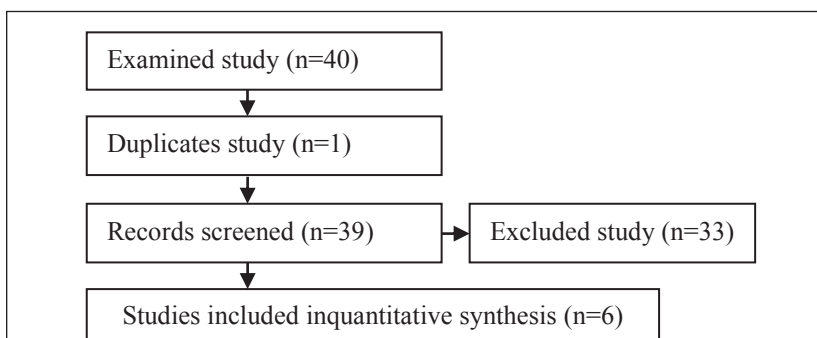 Examined study (n=40)
Duplicates study (n=1)
Records screened (n=39)
Excluded study (n=33)
Studies included inquantitative synthesis (n=6)